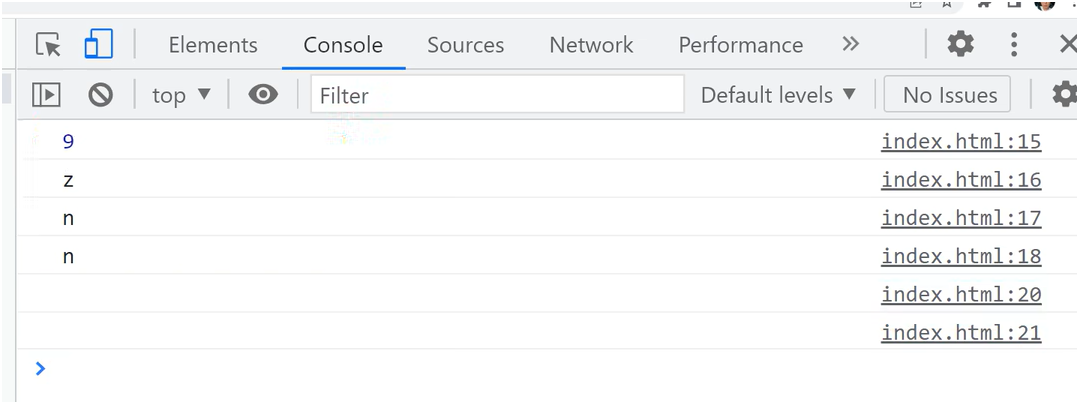 Elements Console Sources Network Performance »
top ▼ Filter Default levels ▼ No Issues
9 index.html:15
z index.html:16
n index.html:17
n index.html:18
index.html:20
index.html:21